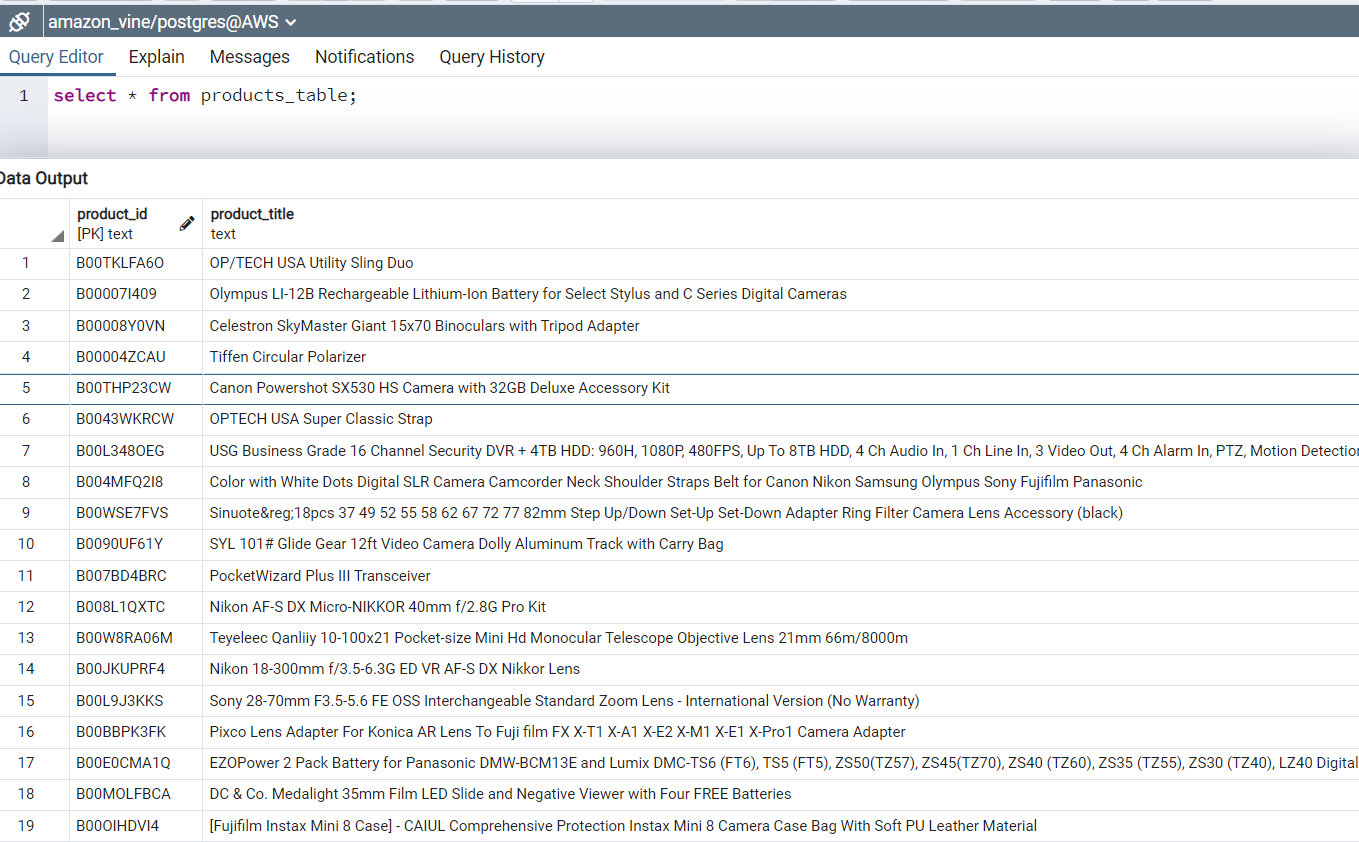 amazon_vine/postgres@AWS
Query Editor Explain Messages Notifications Query History
1 select * from products_table;
Data Output
product_id product_title
[PK] text text
1 B00TKLFA6O OP/TECH USA Utility Sling Duo
2 B00007I409 Olympus LI-12B Rechargeable Lithium-Ion Battery for Select Stylus and C Series Digital Cameras
3 B00008Y0VN Celestron SkyMaster Giant 15x70 Binoculars with Tripod Adapter
4 B00004ZCAU Tiffen Circular Polarizer
5 B00THP23CW Canon Powershot SX530 HS Camera with 32GB Deluxe Accessory Kit
6 B0043WKRCW OPTECH USA Super Classic Strap
7 B00L348OEG USG Business Grade 16 Channel Security DVR + 4TB HDD: 960H, 1080P, 480FPS, Up To 8TB HDD, 4 Ch Audio In, 1 Ch Line In, 3 Video Out, 4 Ch Alarm In, PTZ, Motion Detection
8 B004MFQ2I8 Color with White Dots Digital SLR Camera Camcorder Neck Shoulder Straps Belt for Canon Nikon Samsung Olympus Sony Fujifilm Panasonic
9 B00WSE7FVS Sinuote&reg;18pcs 37 49 52 55 58 62 67 72 77 82mm Step Up/Down Set-Up Set-Down Adapter Ring Filter Camera Lens Accessory (black)
10 B0090UF61Y SYL 101# Glide Gear 12ft Video Camera Dolly Aluminum Track with Carry Bag
11 B007BD4BRC PocketWizard Plus III Transceiver
12 B008L1QXTC Nikon AF-S DX Micro-NIKKOR 40mm f/2.8G Pro Kit
13 B00W8RA06M Teyeleec Qanliiy 10-100x21 Pocket-size Mini Hd Monocular Telescope Objective Lens 21mm 66m/8000m
14 B00JKUPRF4 Nikon 18-300mm f/3.5-6.3G ED VR AF-S DX Nikkor Lens
15 B00L9J3KKS Sony 28-70mm F3.5-5.6 FE OSS Interchangeable Standard Zoom Lens - International Version (No Warranty)
16 B00BBPK3FK Pixco Lens Adapter For Konica AR Lens To Fuji film FX X-T1 X-A1 X-E2 X-M1 X-E1 X-Pro1 Camera Adapter
17 B00E0CMA1Q EZOPower 2 Pack Battery for Panasonic DMW-BCM13E and Lumix DMC-TS6 (FT6), TS5 (FT5), ZS50(TZ57), ZS45(TZ70), ZS40 (TZ60), ZS35 (TZ55), ZS30 (TZ40), LZ40 Digital
18 B00MOLFBCA DC & Co. Medalight 35mm Film LED Slide and Negative Viewer with Four FREE Batteries
19 B00OIHDVI4 [Fujifilm Instax Mini 8 Case] - CAIUL Comprehensive Protection Instax Mini 8 Camera Case Bag With Soft PU Leather Material